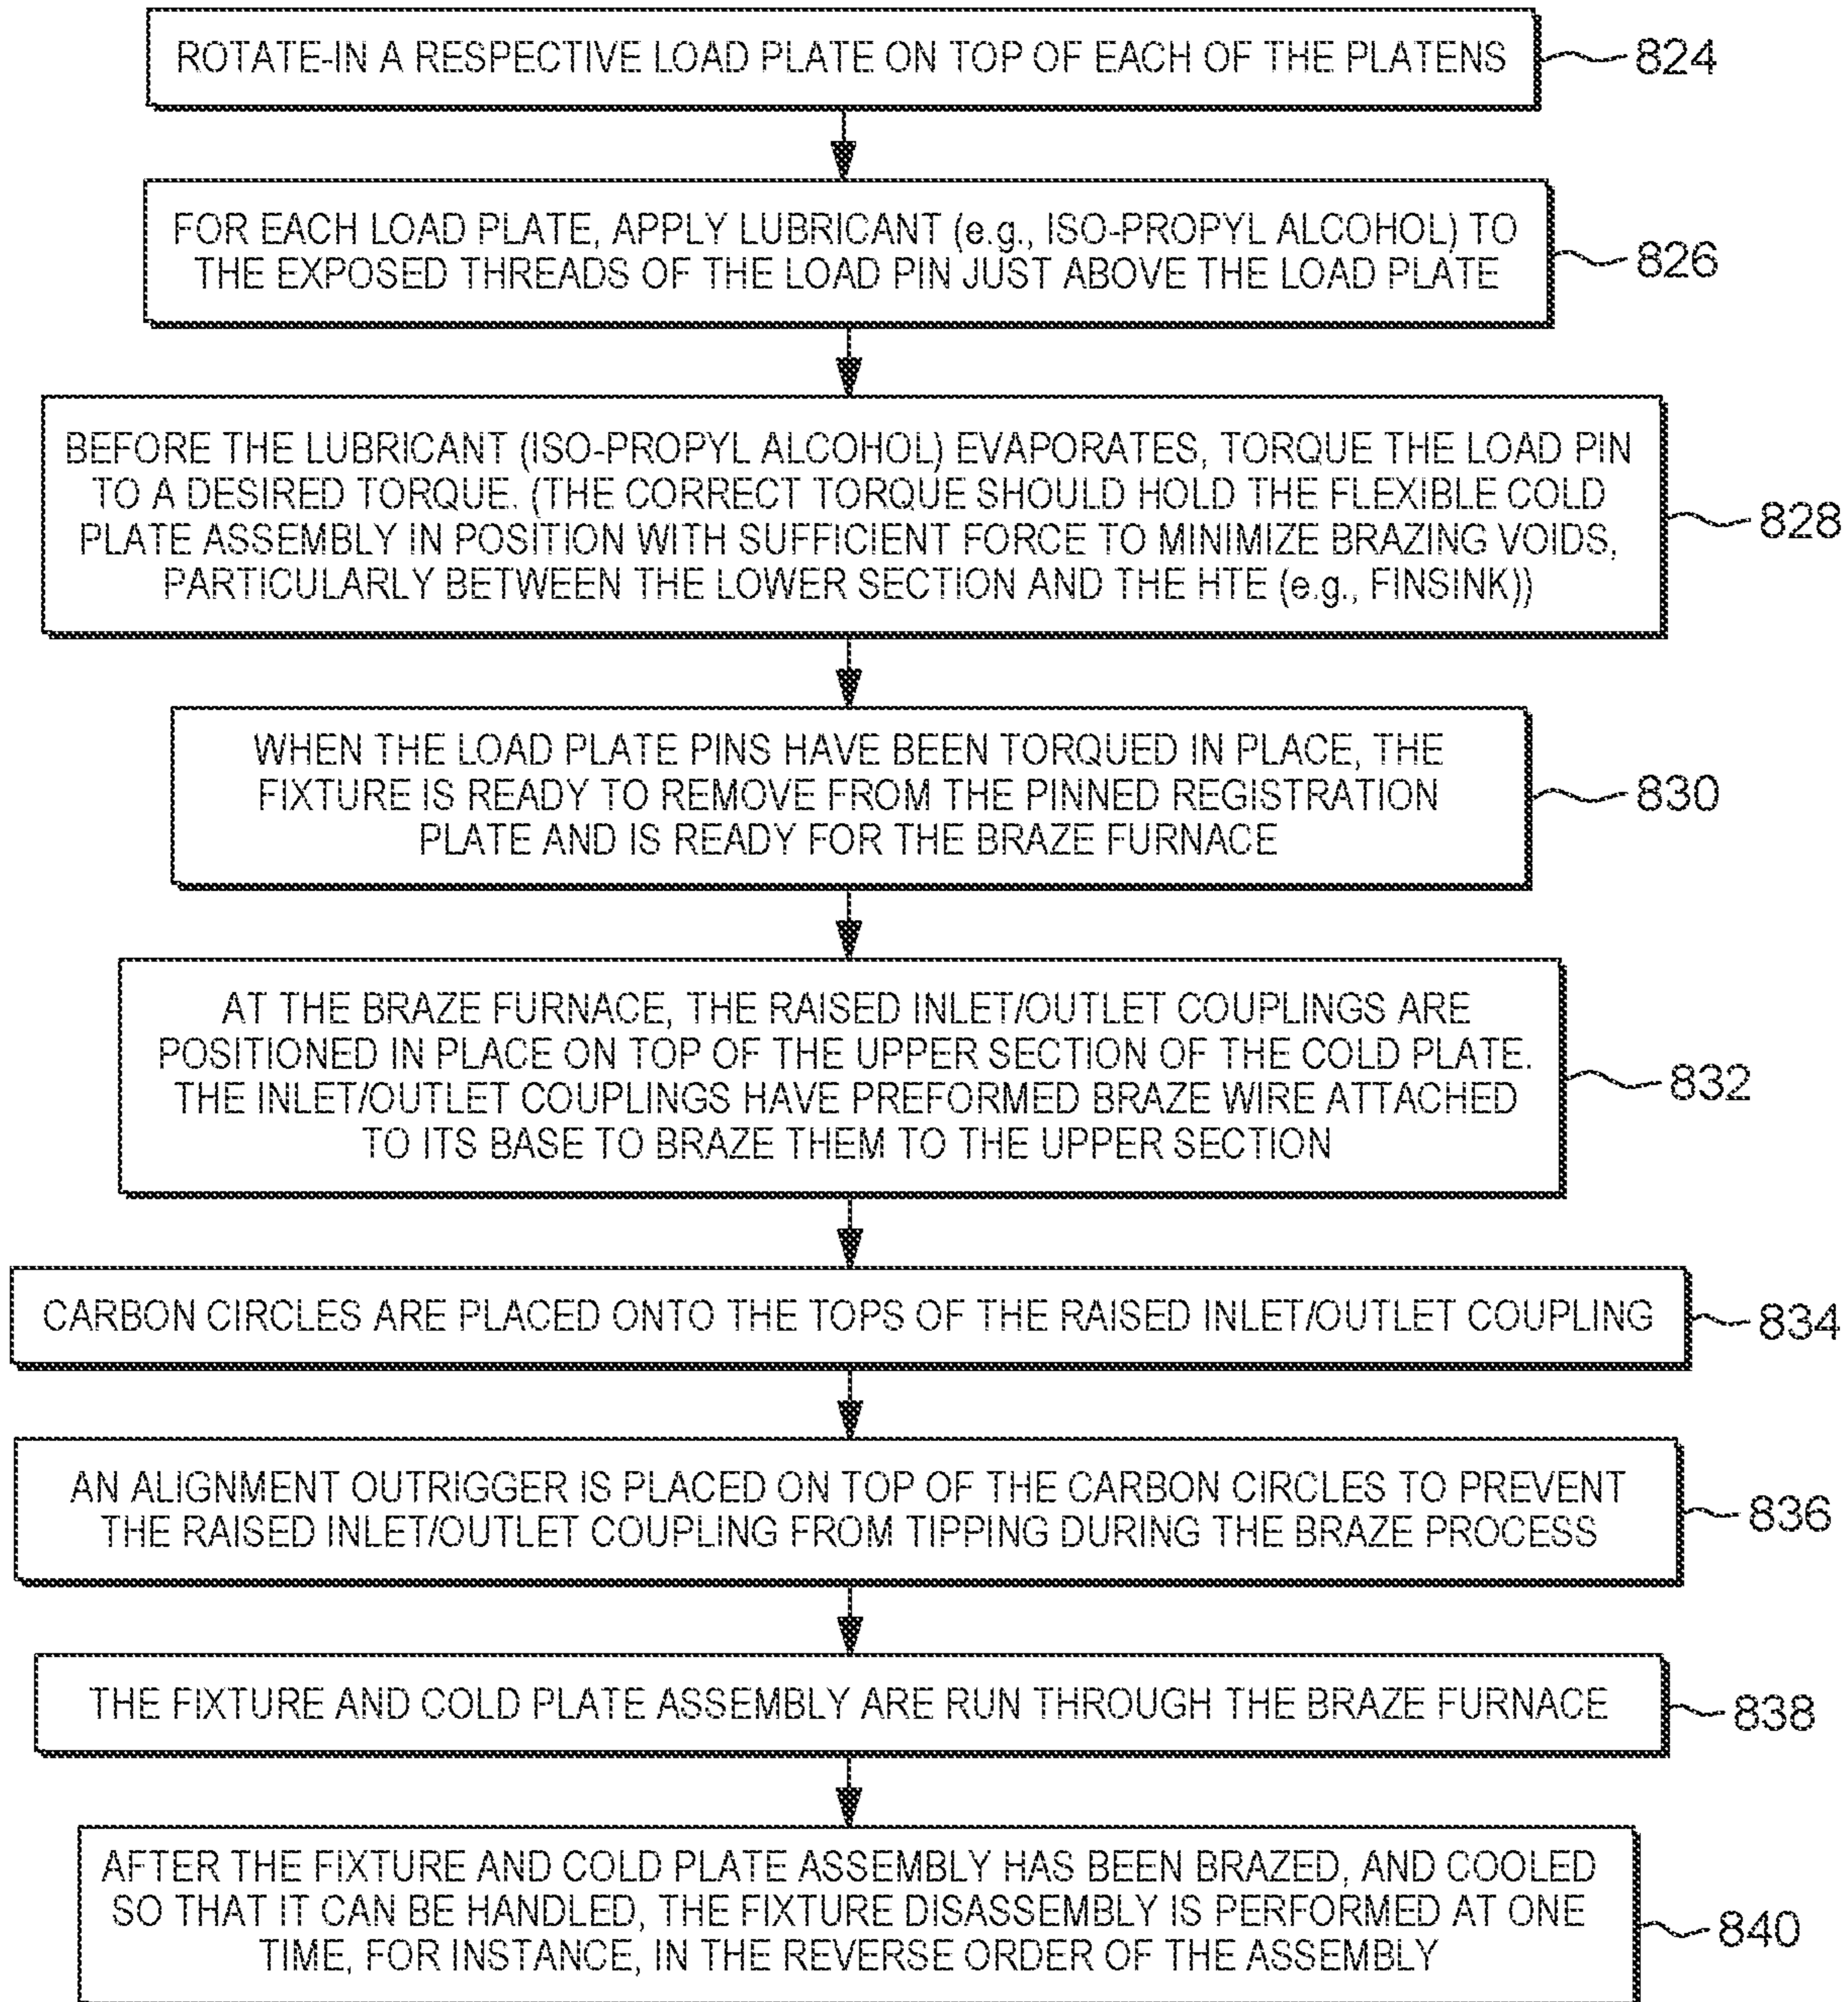 ROTATE-IN A RESPECTIVE LOAD PLATE ON TOP OF EACH OF THE PLATENS
824
FOR EACH LOAD PLATE, APPLY LUBRICANT (e.g., ISO-PROPYL ALCOHOL) TO
THE EXPOSED THREADS OF THE LOAD PIN JUST ABOVE THE LOAD PLATE
826
BEFORE THE LUBRICANT (ISO-PROPYL ALCOHOL) EVAPORATES, TORQUE THE LOAD PIN
TO A DESIRED TORQUE. (THE CORRECT TORQUE SHOULD HOLD THE FLEXIBLE COLD
PLATE ASSEMBLY IN POSITION WITH SUFFICIENT FORCE TO MINIMIZE BRAZING VOIDS,
PARTICULARLY BETWEEN THE LOWER SECTION AND THE HTE (e.g., FINSINK))
828
WHEN THE LOAD PLATE PINS HAVE BEEN TORQUED IN PLACE, THE
FIXTURE IS READY TO REMOVE FROM THE PINNED REGISTRATION
PLATE AND IS READY FOR THE BRAZE FURNACE
830
AT THE BRAZE FURNACE, THE RAISED INLET/OUTLET COUPLINGS ARE
POSITIONED IN PLACE ON TOP OF THE UPPER SECTION OF THE COLD PLATE.
THE INLET/OUTLET COUPLINGS HAVE PREFORMED BRAZE WIRE ATTACHED
TO ITS BASE TO BRAZE THEM TO THE UPPER SECTION
832
CARBON CIRCLES ARE PLACED ONTO THE TOPS OF THE RAISED INLET/OUTLET COUPLING
834
AN ALIGNMENT OUTRIGGER IS PLACED ON TOP OF THE CARBON CIRCLES TO PREVENT
THE RAISED INLET/OUTLET COUPLING FROM TIPPING DURING THE BRAZE PROCESS
836
THE FIXTURE AND COLD PLATE ASSEMBLY ARE RUN THROUGH THE BRAZE FURNACE
838
AFTER THE FIXTURE AND COLD PLATE ASSEMBLY HAS BEEN BRAZED, AND COOLED
SO THAT IT CAN BE HANDLED, THE FIXTURE DISASSEMBLY IS PERFORMED AT ONE
TIME, FOR INSTANCE, IN THE REVERSE ORDER OF THE ASSEMBLY
840